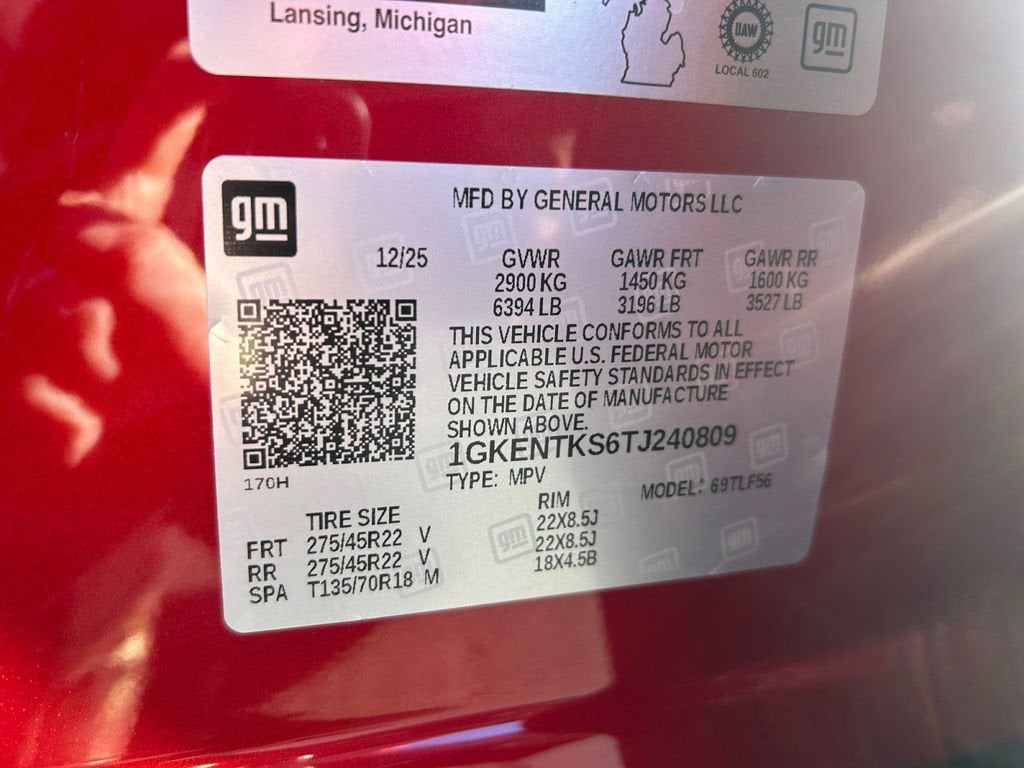 Lansing, Michigan
UAW
LOCAL 602
gm
gm
MFD BY GENERAL MOTORS LLC
12/25 GVWR GAWR FRT GAWR RR
2900 KG 1450 KG 1600 KG
6394 LB 3196 LB 3527 LB
THIS VEHICLE CONFORMS TO ALL
APPLICABLE U.S. FEDERAL MOTOR
VEHICLE SAFETY STANDARDS IN EFFECT
ON THE DATE OF MANUFACTURE
SHOWN ABOVE.
1GKENTKS6TJ240809
TYPE: MPV MODEL: 69TLF56
170H
TIRE SIZE RIM
FRT 275/45R22 V 22X8.5J
RR 275/45R22 V 22X8.5J
SPA T135/70R18 M 18X4.5B